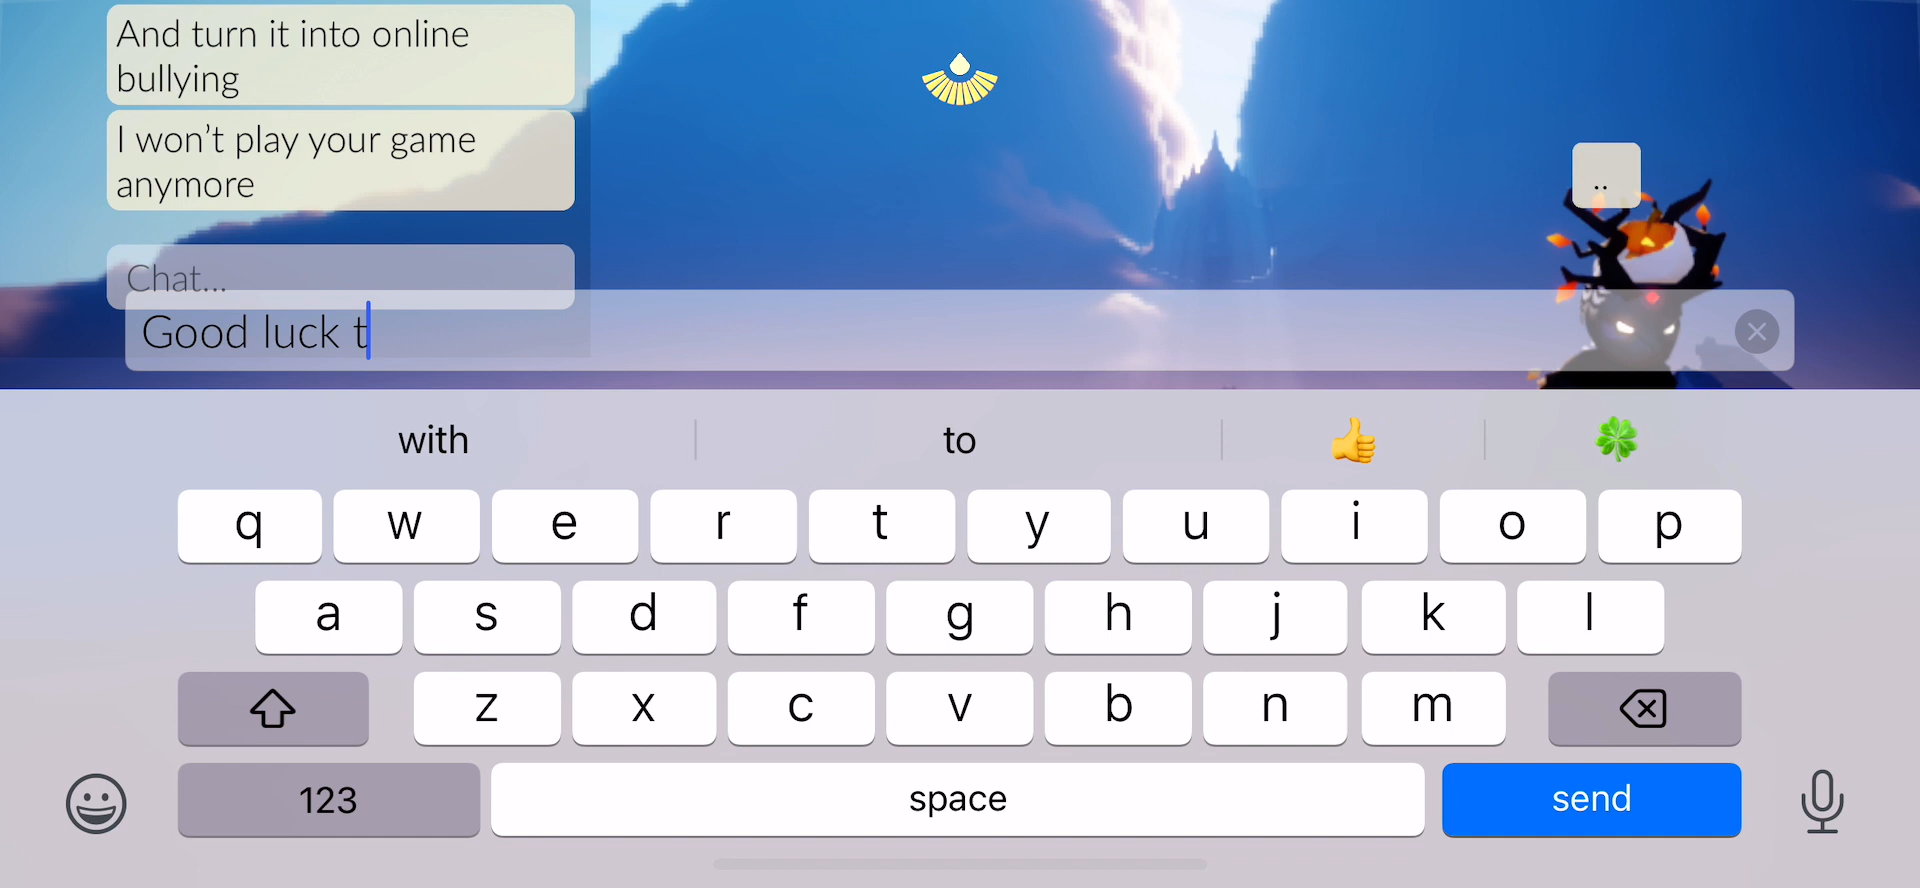 And turn it into online
bullying
I won't play your game
anymore
..
Chat...
Good luck t
with to 👍 🍀
q w e r t y u i o p
a s d f g h j k l
z x c v b n m
123 space send